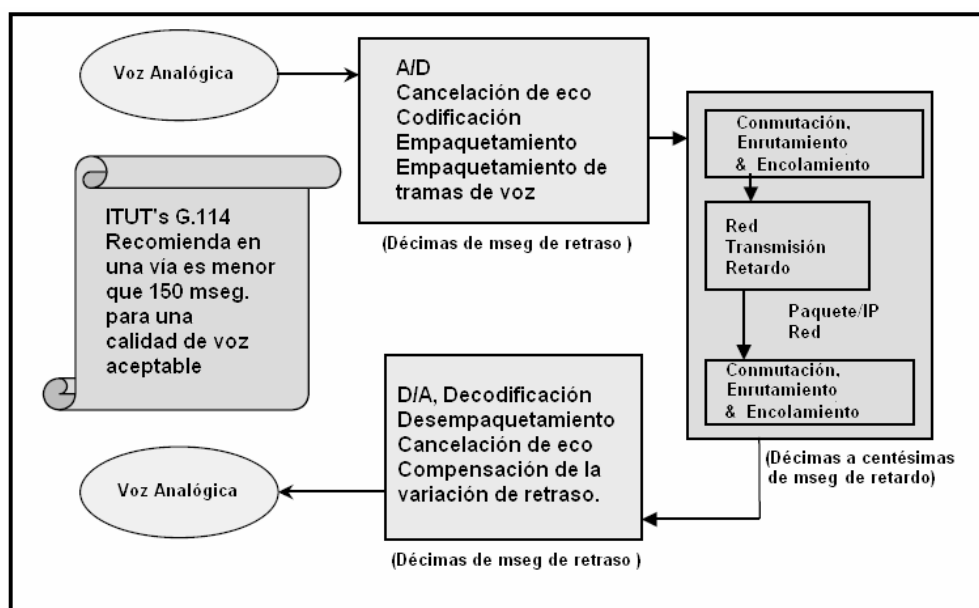 Voz Analógica
A/D
Cancelación de eco
Codificación
Empaquetamiento
Empaquetamiento de
tramas de voz
(Décimas de mseg de retraso )
Conmutación,
Enrutamiento
& Encolamiento
Red
Transmisión
Retardo
Paquete/IP
Red
Conmutación,
Enrutamiento
& Encolamiento
(Décimas a centésimas
de mseg de retardo)
ITUT's G.114
Recomienda en
una vía es menor
que 150 mseg.
para una
calidad de voz
aceptable
D/A, Decodificación
Desempaquetamiento
Cancelación de eco
Compensación de la
variación de retraso.
(Décimas de mseg de retraso )
Voz Analógica